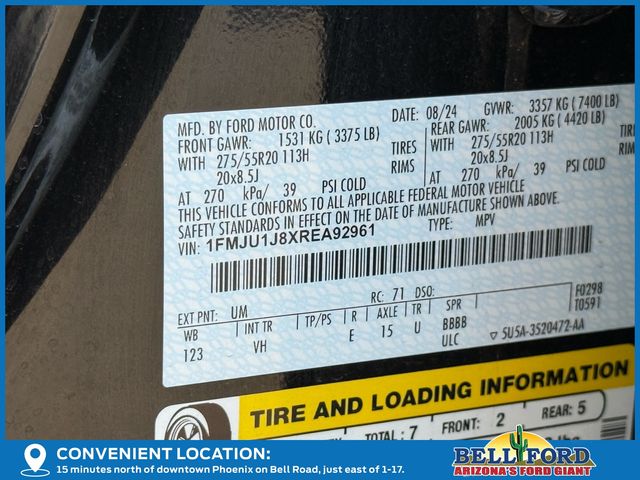 MFD. BY FORD MOTOR CO.
DATE: 08/24 GVWR: 3357 KG ( 7400 LB)
FRONT GAWR: 1531 KG ( 3375 LB) REAR GAWR: 2005 KG ( 4420 LB)
WITH 275/55R20 113H TIRES WITH 275/55R20 113H
20x8.5J RIMS 20x8.5J
AT 270 kPa/ 39 PSI COLD AT 270 kPa/ 39 PSI COLD
THIS VEHICLE CONFORMS TO ALL APPLICABLE FEDERAL MOTOR VEHICLE
SAFETY STANDARDS IN EFFECT ON THE DATE OF MANUFACTURE SHOWN ABOVE.
VIN: 1FMJU1J8XREA92961 TYPE: MPV
F0298
T0591
EXT PNT: UM RC: 71 DSO:
WB INT TR TP/PS R AXLE TR SPR
123 VH E 15 U BBBB
ULC ▽ 5U5A-3520472-AA
TIRE AND LOADING INFORMATION
TOTAL : 7 FRONT: 2 REAR: 5
CONVENIENT LOCATION:
15 minutes north of downtown Phoenix on Bell Road, just east of 1-17.
BELL FORD
ARIZONA'S FORD GIANT